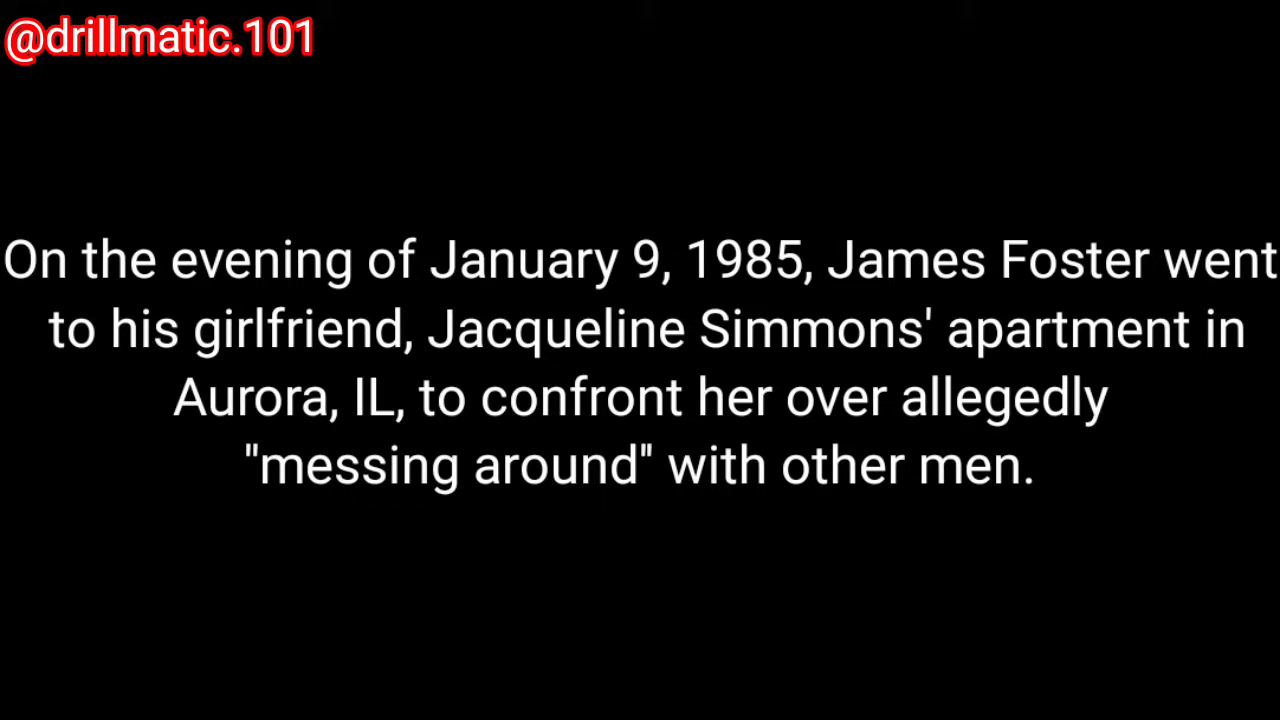 @drillmatic.101
On the evening of January 9, 1985, James Foster went
to his girlfriend, Jacqueline Simmons' apartment in
Aurora, IL, to confront her over allegedly
"messing around" with other men.